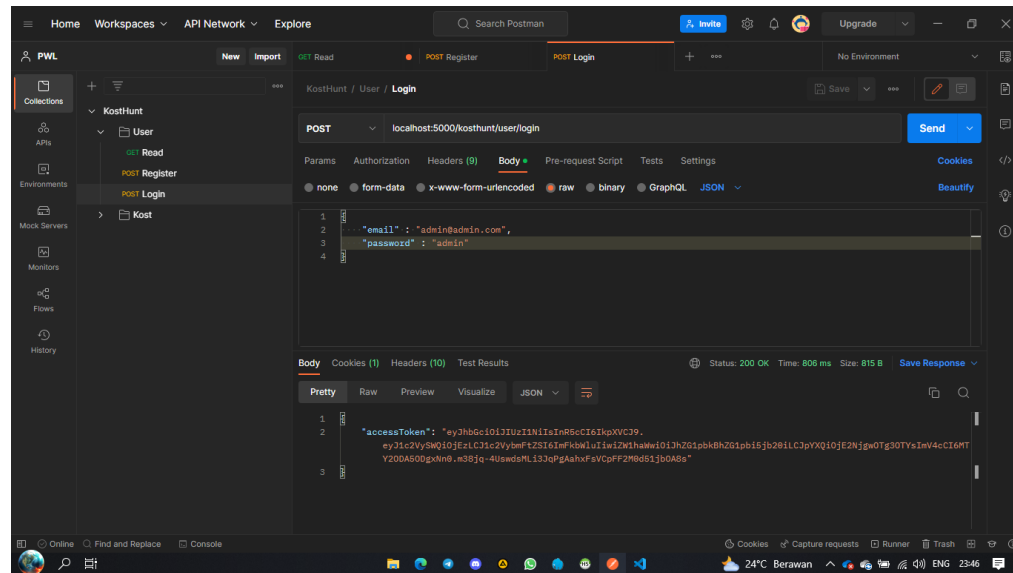 Home Workspaces API Network Explore Search Postman Invite Upgrade
PWL New Import GET Read POST Register POST Login No Environment
Collections
APIs
Environments
Mock Servers
Monitors
Flows
History
KostHunt
User
GET Read
POST Register
POST Login
Kost
KostHunt / User / Login Save
POST localhost:5000/kosthunt/user/login Send
Params Authorization Headers (9) Body Pre-request Script Tests Settings Cookies
none form-data x-www-form-urlencoded raw binary GraphQL JSON Beautify
1 {
2 "email" : "admin@admin.com",
3 "password" : "admin"
4 }
Body Cookies (1) Headers (10) Test Results Status: 200 OK Time: 806 ms Size: 815 B Save Response
Pretty Raw Preview Visualize JSON
1 {
2 "accessToken": "eyJhbGciOiJIUzI1NiIsInR5cCI6IkpXVCJ9.
3 }
Online Find and Replace Console Cookies Capture requests Runner Trash
24°C Berawan ENG 23:46